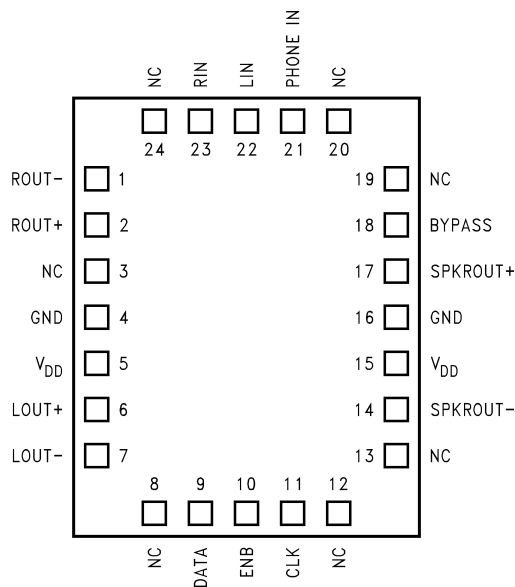 NC RIN LIN PHONE IN NC
24 23 22 21 20
ROUT- 1 19 NC
ROUT+ 2 18 BYPASS
NC 3 17 SPKROUT+
GND 4 16 GND
VDD 5 15 VDD
LOUT+ 6 14 SPKROUT-
LOUT- 7 13 NC
8 9 10 11 12
NC DATA ENB CLK NC